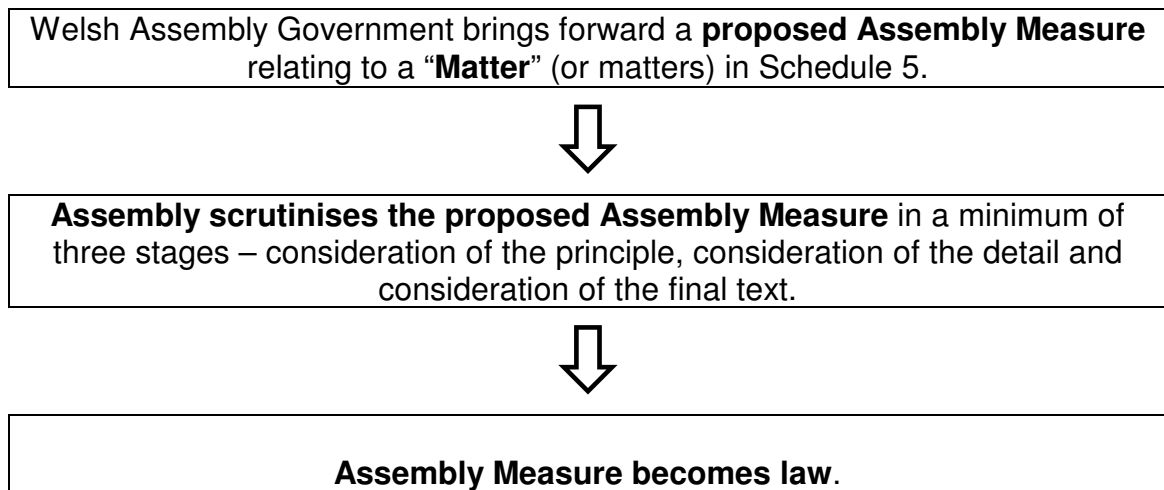 Welsh Assembly Government brings forward a proposed Assembly Measure
relating to a “Matter” (or matters) in Schedule 5.
Assembly scrutinises the proposed Assembly Measure in a minimum of
three stages – consideration of the principle, consideration of the detail and
consideration of the final text.
Assembly Measure becomes law.